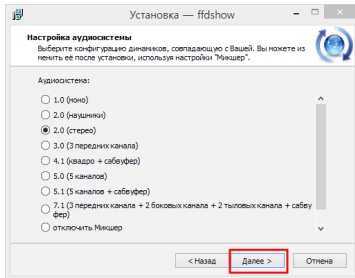 Установка — ffdshow
Настройка аудиосистемы
Выберите конфигурацию динамиков, совпадающую с Вашей. Вы можете из
менить её после установки, используя настройки "Микшер".
Аудиосистема:
1.0 (моно)
2.0 (наушники)
2.0 (стерео)
3.0 (3 передних канала)
4.1 (квадро + сабвуфер)
5.0 (5 каналов)
5.1 (5 каналов + сабвуфер)
7.1 (3 передних канала + 2 боковых канала + 2 тыловых канала + сабву
фер)
отключить Микшер
< Назад Далее > Отмена